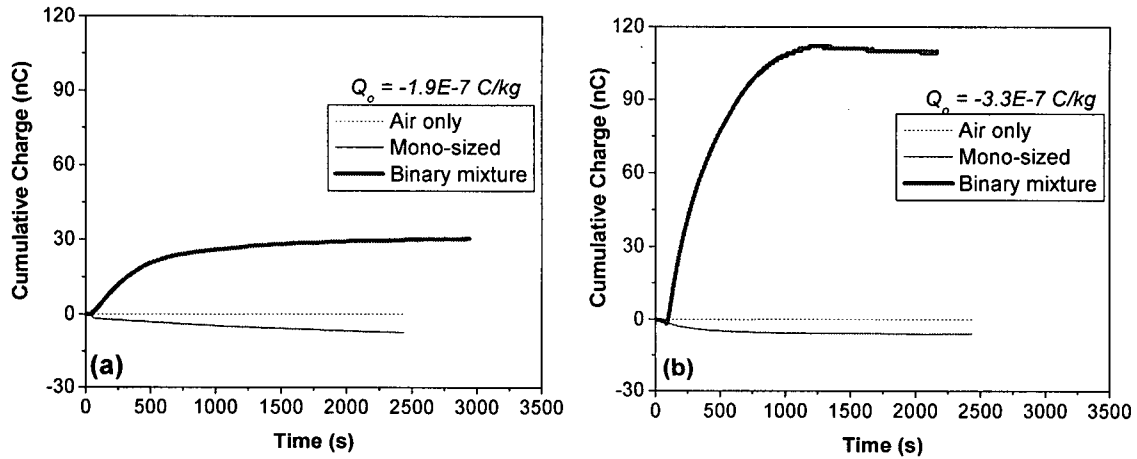 120
90
60
30
0
-30
Cumulative Charge (nC)
Qo = -1.9E-7 C/kg
Air only
Mono-sized
Binary mixture
(a)
0 500 1000 1500 2000 2500 3000 3500
Time (s)
120
90
60
30
0
-30
Cumulative Charge (nC)
Qo = -3.3E-7 C/kg
Air only
Mono-sized
Binary mixture
(b)
0 500 1000 1500 2000 2500 3000 3500
Time (s)